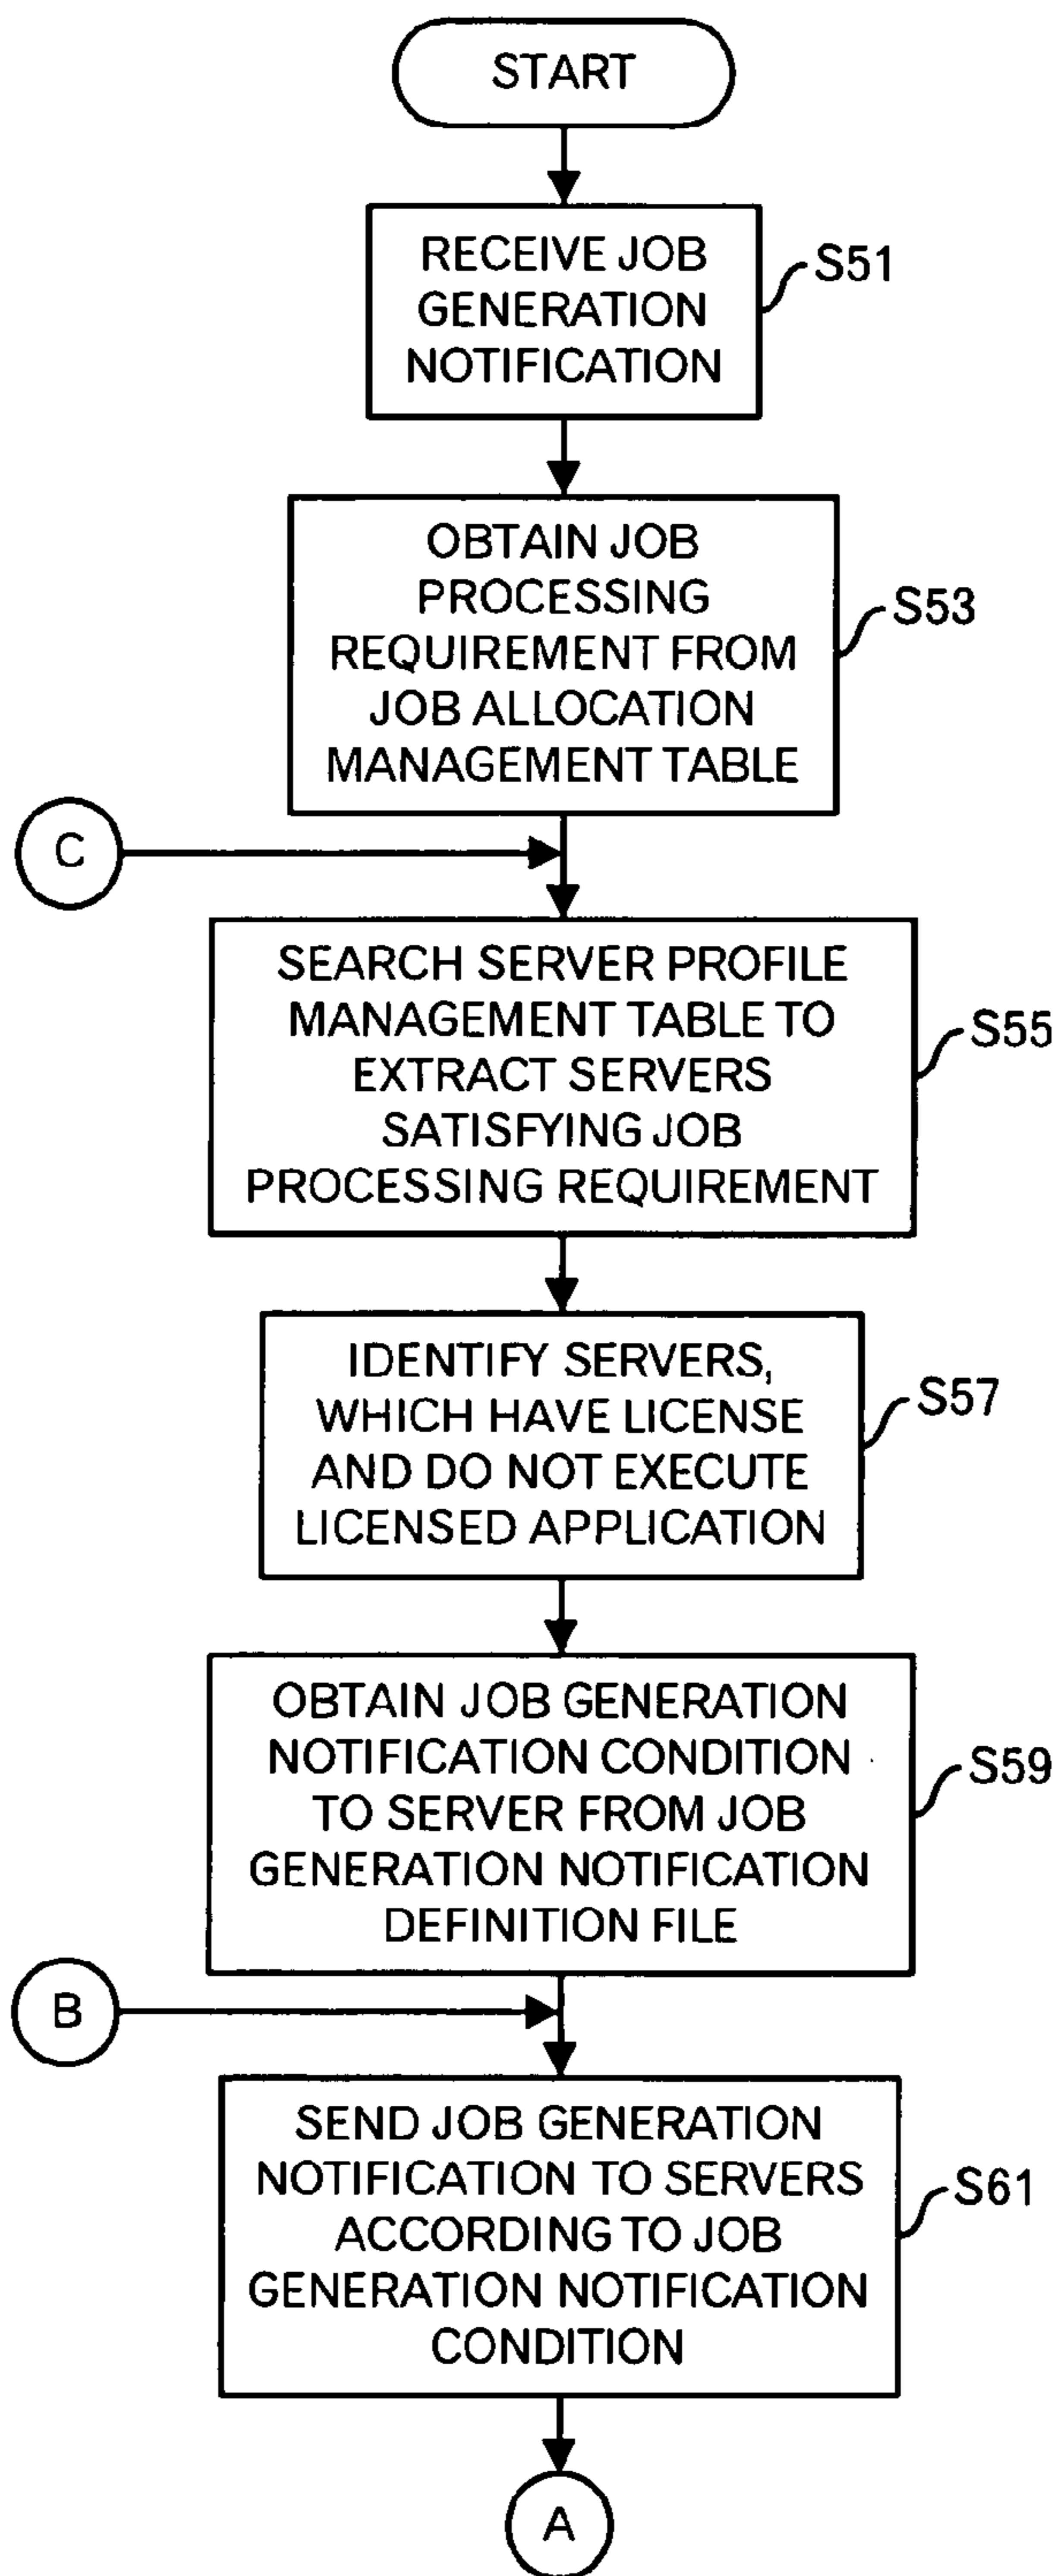 START
RECEIVE JOB
GENERATION
NOTIFICATION
S51
OBTAIN JOB
PROCESSING
REQUIREMENT FROM
JOB ALLOCATION
MANAGEMENT TABLE
S53
C
SEARCH SERVER PROFILE
MANAGEMENT TABLE TO
EXTRACT SERVERS
SATISFYING JOB
PROCESSING REQUIREMENT
S55
IDENTIFY SERVERS,
WHICH HAVE LICENSE
AND DO NOT EXECUTE
LICENSED APPLICATION
S57
OBTAIN JOB GENERATION
NOTIFICATION CONDITION
TO SERVER FROM JOB
GENERATION NOTIFICATION
DEFINITION FILE
S59
B
SEND JOB GENERATION
NOTIFICATION TO SERVERS
ACCORDING TO JOB
GENERATION NOTIFICATION
CONDITION
S61
A